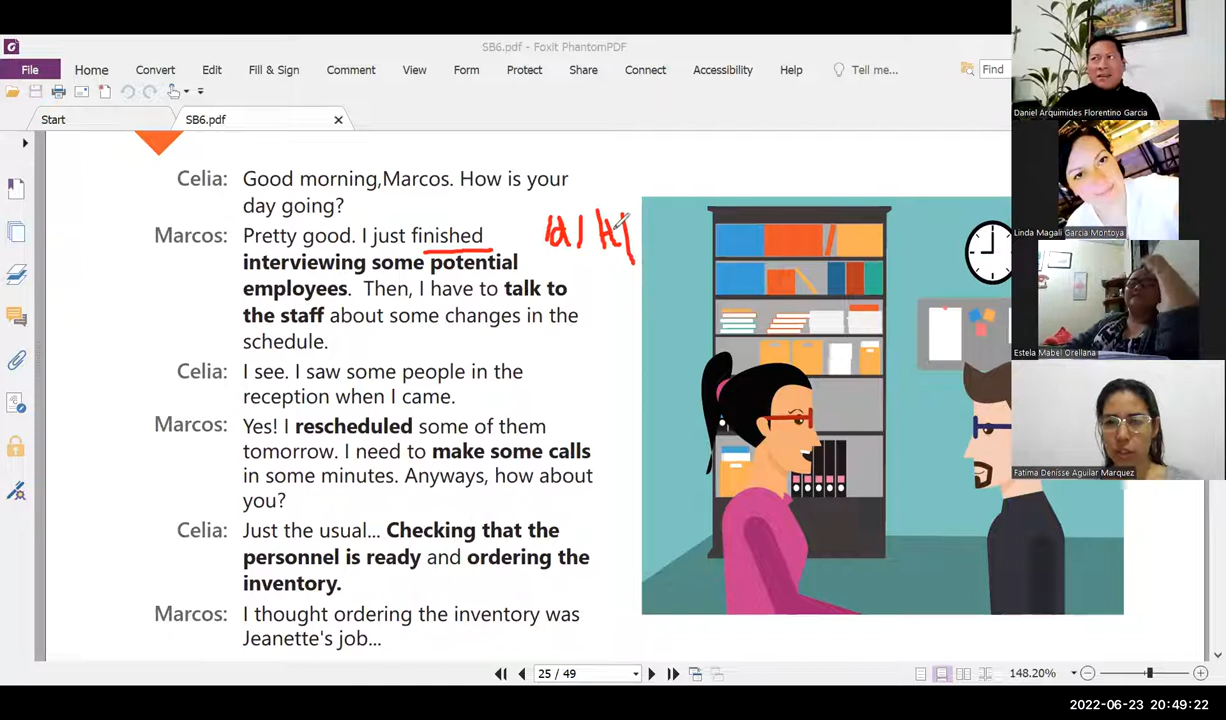 SB6.pdf - Foxit PhantomPDF
File Home Convert Edit Fill & Sign Comment View Form Protect Share Connect Accessibility Help Tell me... Find
Start SB6.pdf
Celia: Good morning,Marcos. How is your
day going?
Marcos: Pretty good. I just finished
interviewing some potential
employees. Then, I have to talk to
the staff about some changes in the
schedule.
Celia: I see. I saw some people in the
reception when I came.
Marcos: Yes! I rescheduled some of them
tomorrow. I need to make some calls
in some minutes. Anyways, how about
you?
Celia: Just the usual... Checking that the
personnel is ready and ordering the
inventory.
Marcos: I thought ordering the inventory was
Jeanette's job...
Daniel Arquimides Florentino Garcia
Linda Magali Garcia Montoya
Estela Mabel Orellana
Fatima Denisse Aguilar Marquez
25 / 49
148.20%
2022-06-23 20:49:22